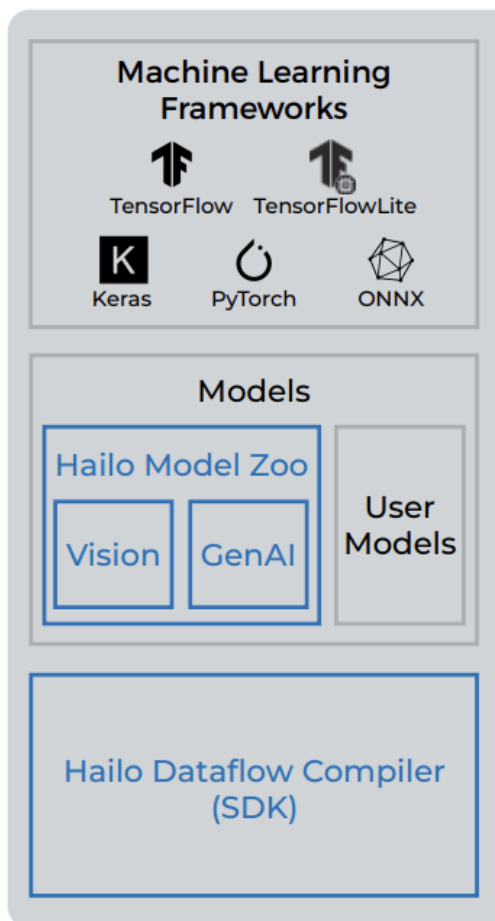 Machine Learning
Frameworks
TensorFlow TensorFlowLite
K
Keras PyTorch ONNX
Models
Hailo Model Zoo
Vision GenAI
User
Models
Hailo Dataflow Compiler
(SDK)